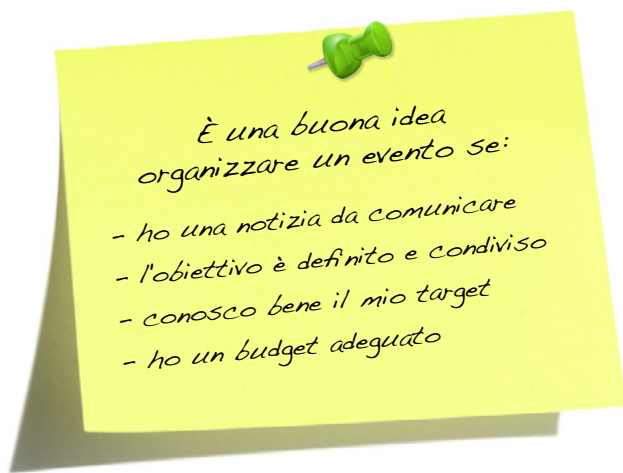 È una buona idea
organizzare un evento se:
- ho una notizia da comunicare
- l'obiettivo è definito e condiviso
- conosco bene il mio target
- ho un budget adeguato